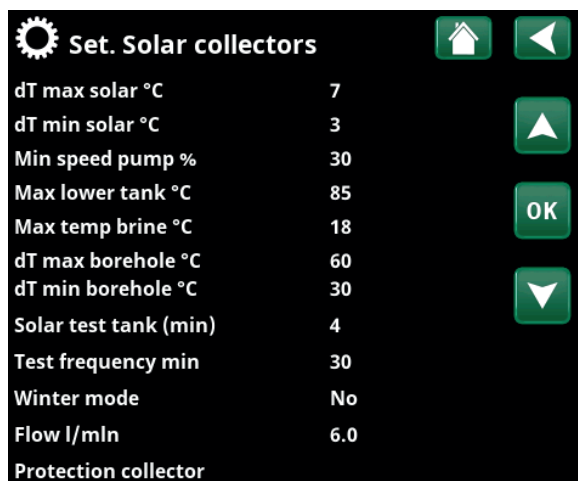 Set. Solar collectors
dT max solar °C 7
dT min solar °C 3
Min speed pump % 30
Max lower tank °C 85
OK
Max temp brine °C 18
dT max borehole °C 60
dT min borehole °C 30
Solar test tank (min) 4
Test frequency min 30
Winter mode No
Flow l/mln 6.0
Protection collector